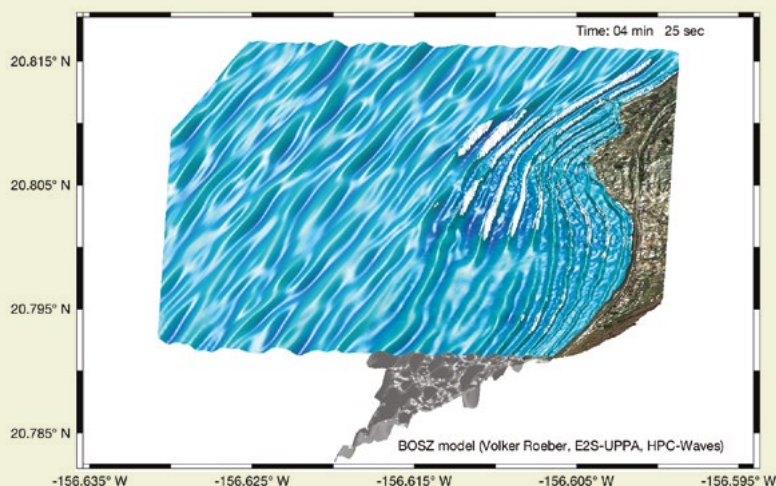 Time: 04 min 25 sec
20.815° N
20.805° N
20.795° N
20.785° N
BOSZ model (Volker Roeber, E2S-UPPA, HPC-Waves)
-156.635° W
-156.625° W
-156.615° W
-156.605° W
-156.595° W